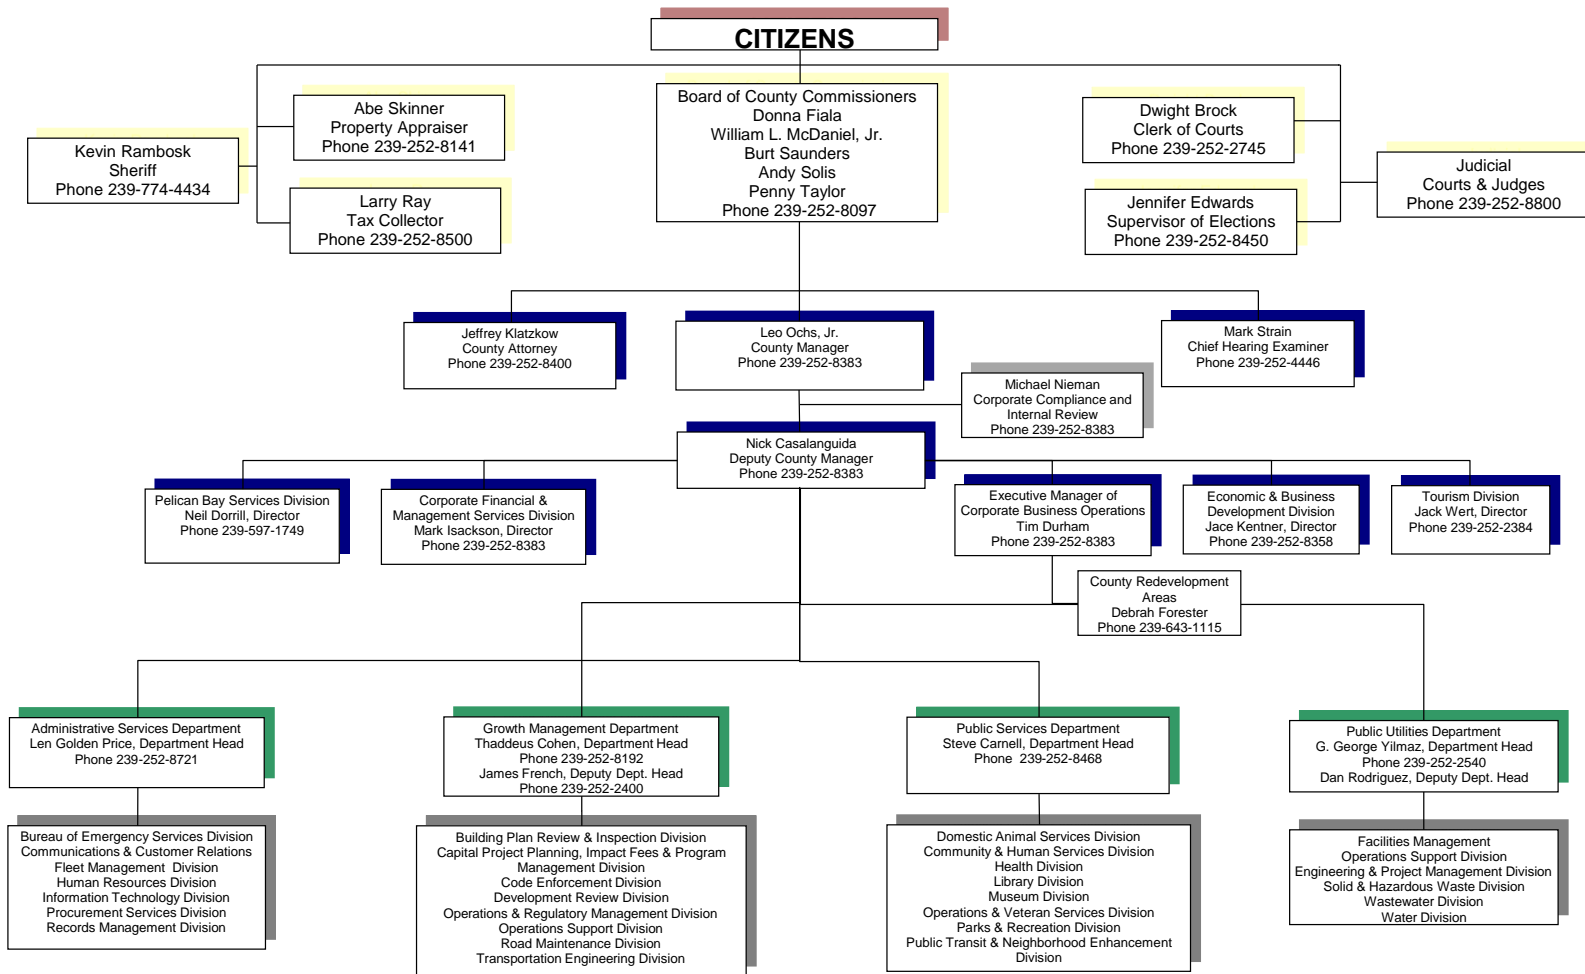 CITIZENS
Abe Skinner
Property Appraiser
Phone 239-252-8141
Kevin Rambosk
Sheriff
Phone 239-774-4434
Larry Ray
Tax Collector
Phone 239-252-8500
Board of County Commissioners
Donna Fiala
William L. McDaniel, Jr.
Burt Saunders
Andy Solis
Penny Taylor
Phone 239-252-8097
Dwight Brock
Clerk of Courts
Phone 239-252-2745
Jennifer Edwards
Supervisor of Elections
Phone 239-252-8450
Judicial
Courts & Judges
Phone 239-252-8800
Jeffrey Klatzkow
County Attorney
Phone 239-252-8400
Leo Ochs, Jr.
County Manager
Phone 239-252-8383
Mark Strain
Chief Hearing Examiner
Phone 239-252-4446
Michael Nieman
Corporate Compliance and
Internal Review
Phone 239-252-8383
Nick Casalanguida
Deputy County Manager
Phone 239-252-8383
Pelican Bay Services Division
Neil Dorrill, Director
Phone 239-597-1749
Corporate Financial &
Management Services Division
Mark Isackson, Director
Phone 239-252-8383
Executive Manager of
Corporate Business Operations
Tim Durham
Phone 239-252-8383
Economic & Business
Development Division
Jace Kentner, Director
Phone 239-252-8358
Tourism Division
Jack Wert, Director
Phone 239-252-2384
County Redevelopment
Areas
Debrah Forester
Phone 239-643-1115
Administrative Services Department
Len Golden Price, Department Head
Phone 239-252-8721
Growth Management Department
Thaddeus Cohen, Department Head
Phone 239-252-8192
James French, Deputy Dept. Head
Phone 239-252-2400
Public Services Department
Steve Carnell, Department Head
Phone 239-252-8468
Public Utilities Department
G. George Yilmaz, Department Head
Phone 239-252-2540
Dan Rodriguez, Deputy Dept. Head
Bureau of Emergency Services Division
Communications & Customer Relations
Fleet Management Division
Human Resources Division
Information Technology Division
Procurement Services Division
Records Management Division
Building Plan Review & Inspection Division
Capital Project Planning, Impact Fees & Program
Management Division
Code Enforcement Division
Development Review Division
Operations & Regulatory Management Division
Operations Support Division
Road Maintenance Division
Transportation Engineering Division
Domestic Animal Services Division
Community & Human Services Division
Health Division
Library Division
Museum Division
Operations & Veteran Services Division
Parks & Recreation Division
Public Transit & Neighborhood Enhancement
Division
Facilities Management
Operations Support Division
Engineering & Project Management Division
Solid & Hazardous Waste Division
Wastewater Division
Water Division